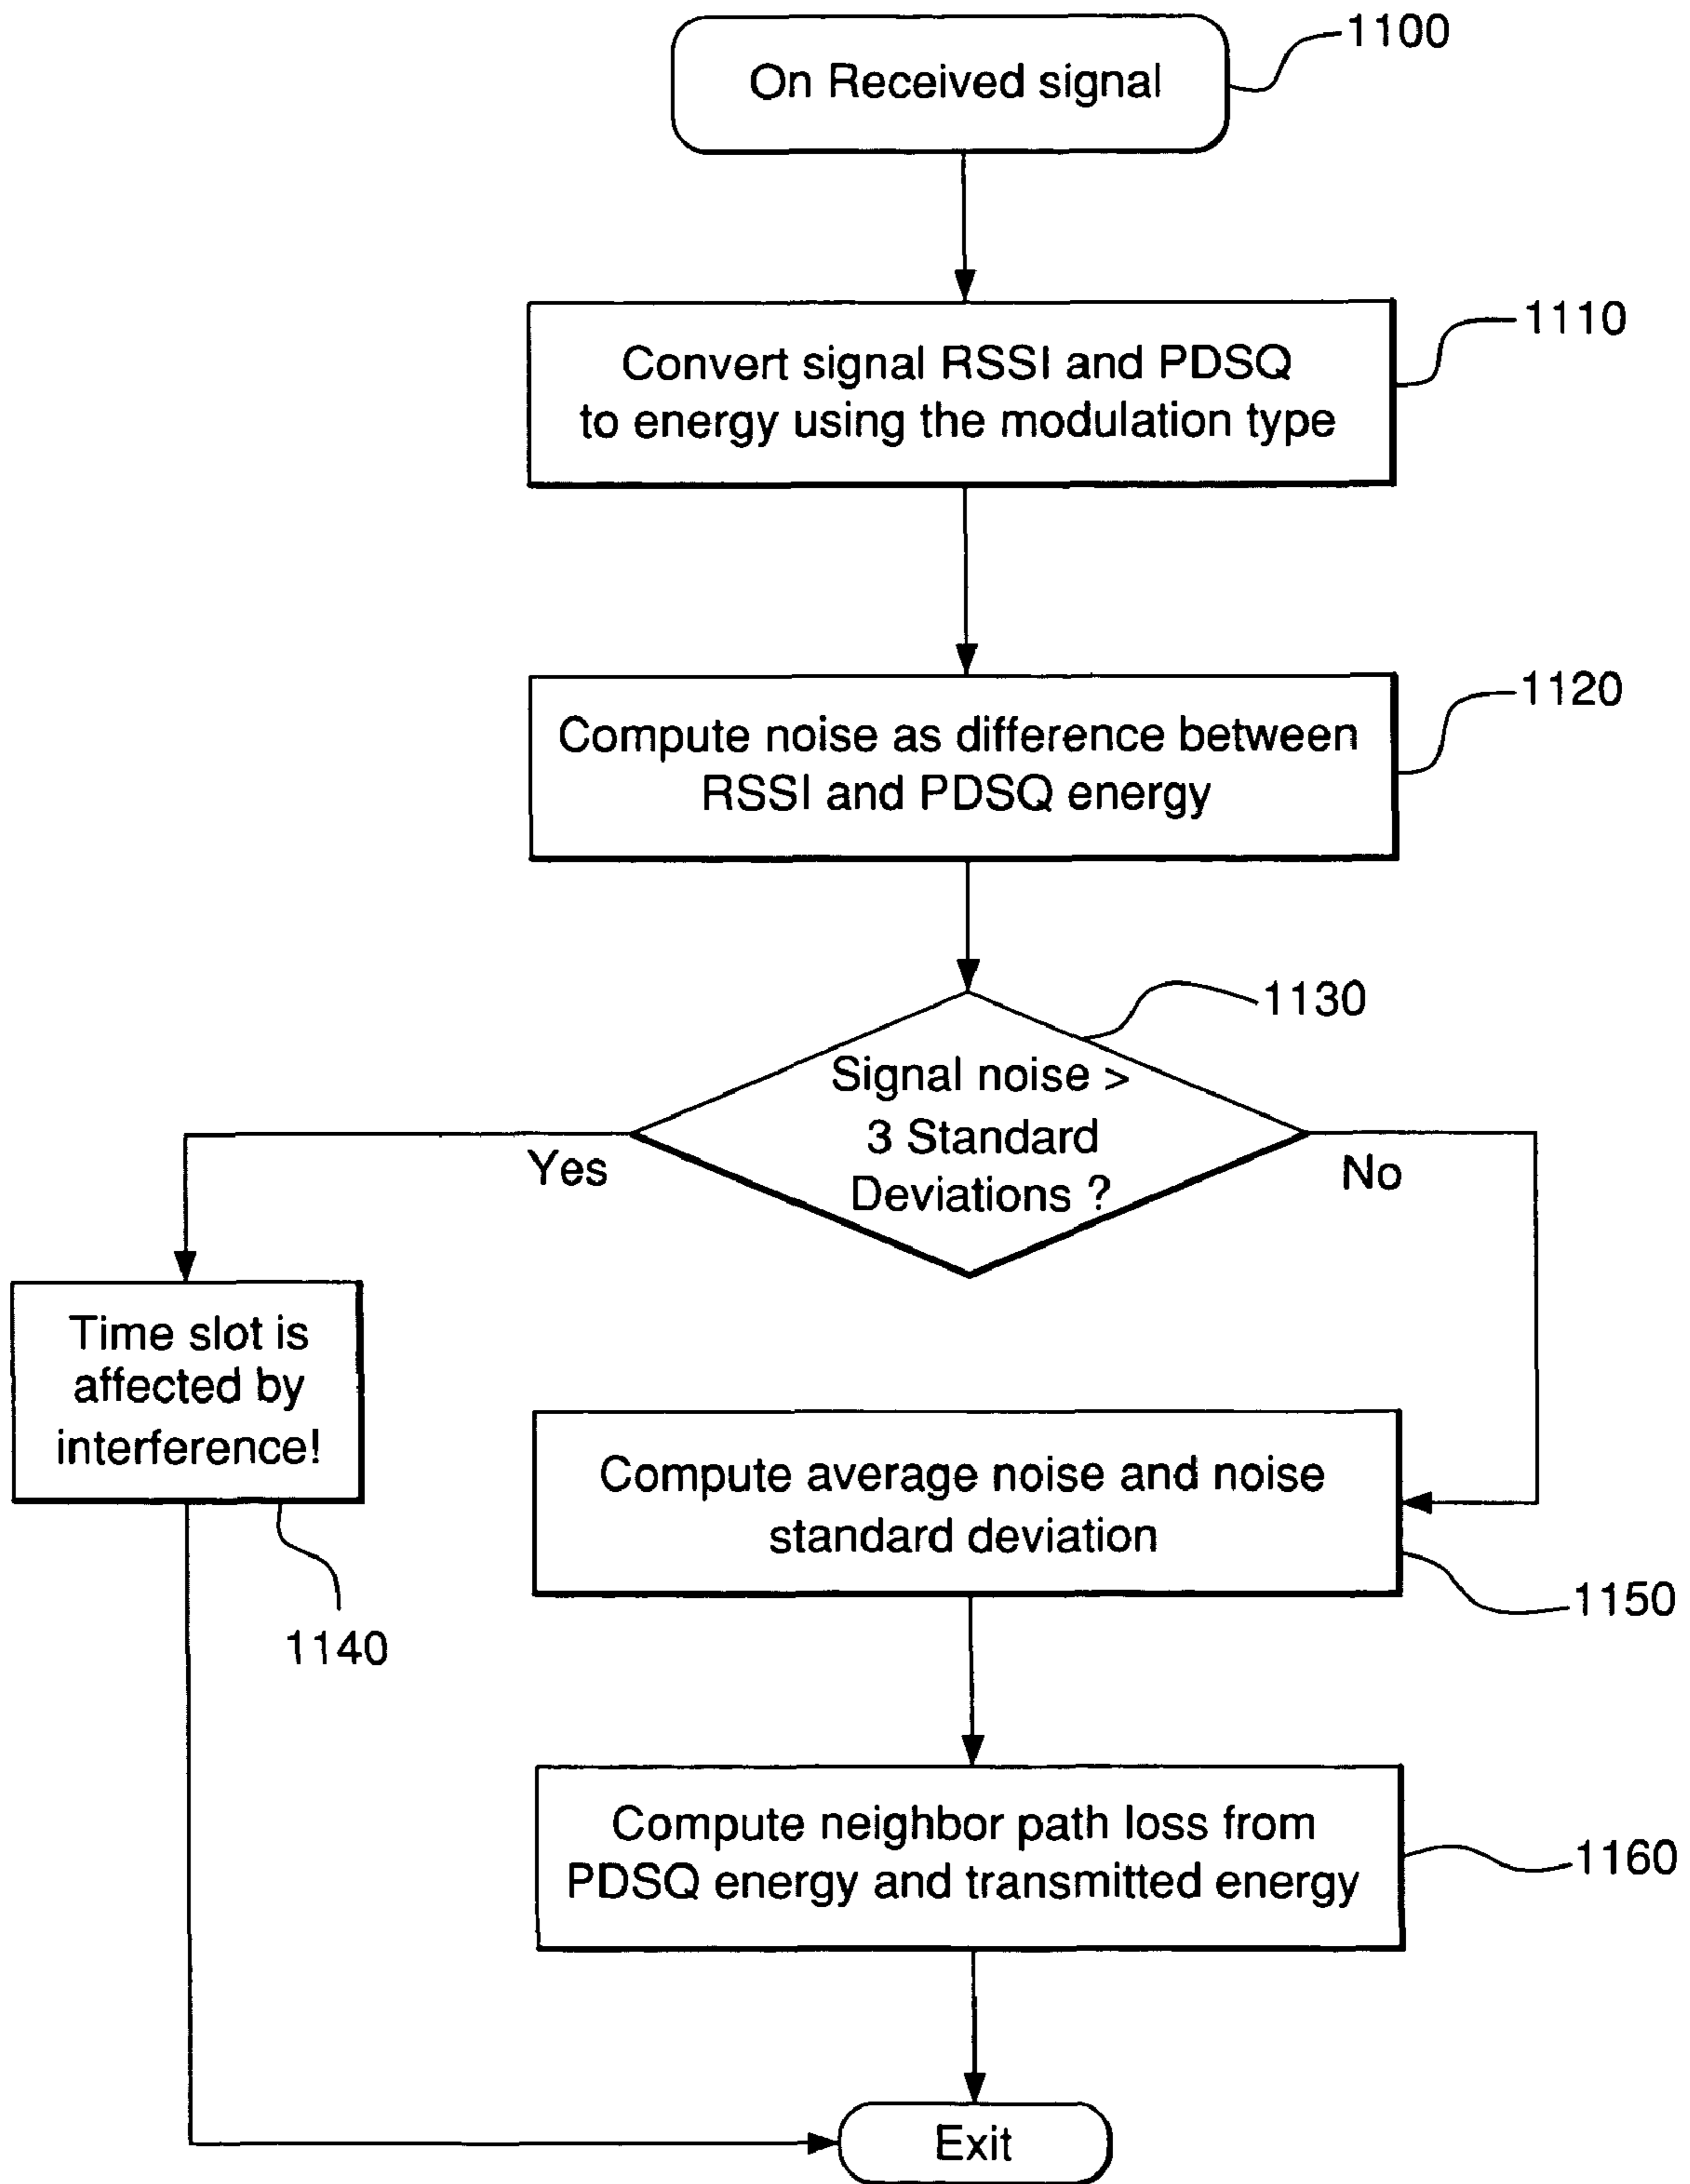 On Received signal
1100
Convert signal RSSI and PDSQ
to energy using the modulation type
1110
Compute noise as difference between
RSSI and PDSQ energy
1120
Signal noise >
3 Standard
Deviations ?
1130
Yes
No
Time slot is
affected by
interference!
1140
Compute average noise and noise
standard deviation
1150
Compute neighbor path loss from
PDSQ energy and transmitted energy
1160
Exit